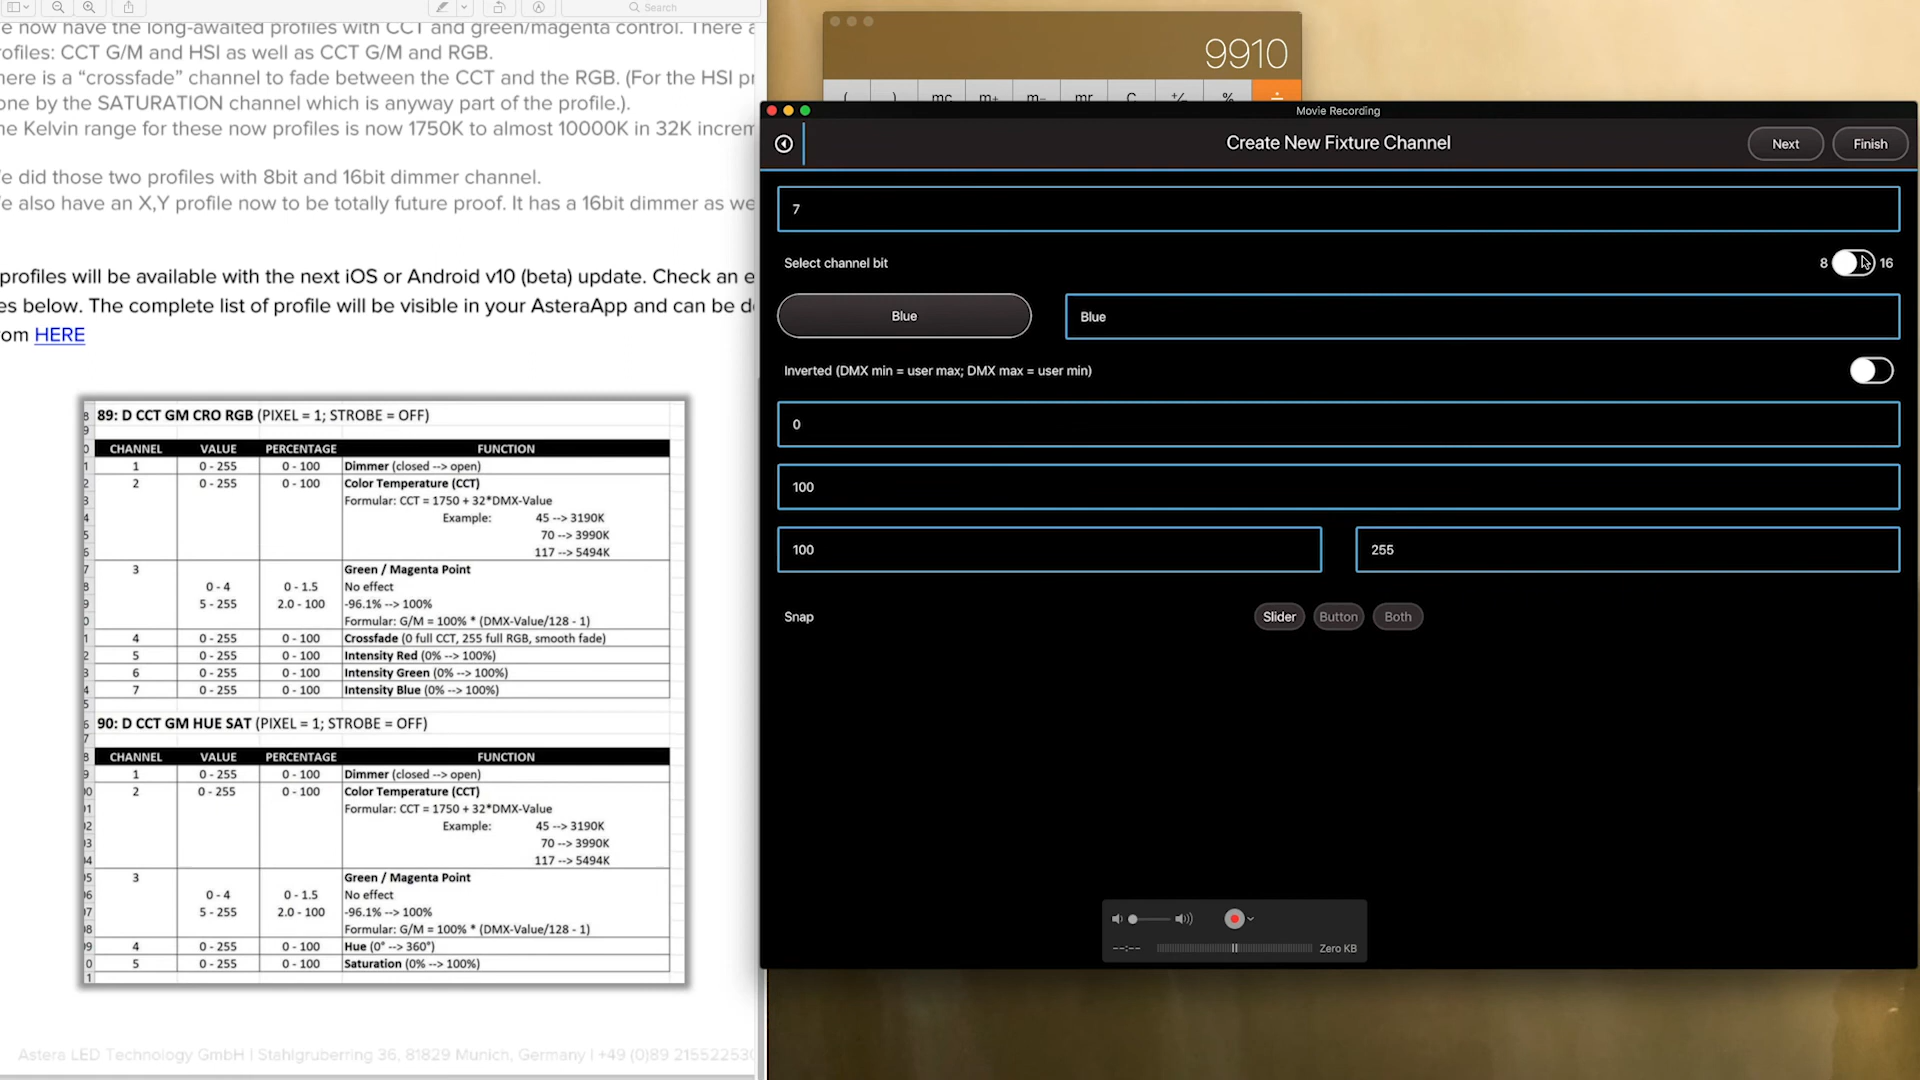 Search
e now have the long-awaited profiles with CCT and green/magenta control. There a
ofiles: CCT G/M and HSI as well as CCT G/M and RGB.
here is a “crossfade” channel to fade between the CCT and the RGB. (For the HSI pr
one by the SATURATION channel which is anyway part of the profile.).
he Kelvin range for these now profiles is now 1750K to almost 10000K in 32K increm
e did those two profiles with 8bit and 16bit dimmer channel.
e also have an X,Y profile now to be totally future proof. It has a 16bit dimmer as we
profiles will be available with the next iOS or Android v10 (beta) update. Check an e
es below. The complete list of profile will be visible in your AsteraApp and can be d
om HERE
89: D CCT GM CRO RGB (PIXEL = 1; STROBE = OFF)
CHANNEL VALUE PERCENTAGE FUNCTION
1 0 - 255 0 - 100 Dimmer (closed --> open)
2 0 - 255 0 - 100 Color Temperature (CCT)
Formular: CCT = 1750 + 32*DMX-Value
Example: 45 --> 3190K
70 --> 3990K
117 --> 5494K
3 Green / Magenta Point
0 - 4 0 - 1.5 No effect
5 - 255 2.0 - 100 -96.1% --> 100%
Formular: G/M = 100% * (DMX-Value/128 - 1)
4 0 - 255 0 - 100 Crossfade (0 full CCT, 255 full RGB, smooth fade)
5 0 - 255 0 - 100 Intensity Red (0% --> 100%)
6 0 - 255 0 - 100 Intensity Green (0% --> 100%)
7 0 - 255 0 - 100 Intensity Blue (0% --> 100%)
90: D CCT GM HUE SAT (PIXEL = 1; STROBE = OFF)
CHANNEL VALUE PERCENTAGE FUNCTION
1 0 - 255 0 - 100 Dimmer (closed --> open)
2 0 - 255 0 - 100 Color Temperature (CCT)
Formular: CCT = 1750 + 32*DMX-Value
Example: 45 --> 3190K
70 --> 3990K
117 --> 5494K
3 Green / Magenta Point
0 - 4 0 - 1.5 No effect
5 - 255 2.0 - 100 -96.1% --> 100%
Formular: G/M = 100% * (DMX-Value/128 - 1)
4 0 - 255 0 - 100 Hue (0° --> 360°)
5 0 - 255 0 - 100 Saturation (0% --> 100%)
Astera LED Technology GmbH | Stahlgruberring 36, 81829 Munich, Germany | +49 (0)89 215522530
9910
( ) mc m+ m- mr C +/- % ÷
Movie Recording
Create New Fixture Channel
Next Finish
7
Select channel bit 8 16
Blue Blue
Inverted (DMX min = user max; DMX max = user min)
0
100
100 255
Snap Slider Button Both
--:-- Zero KB